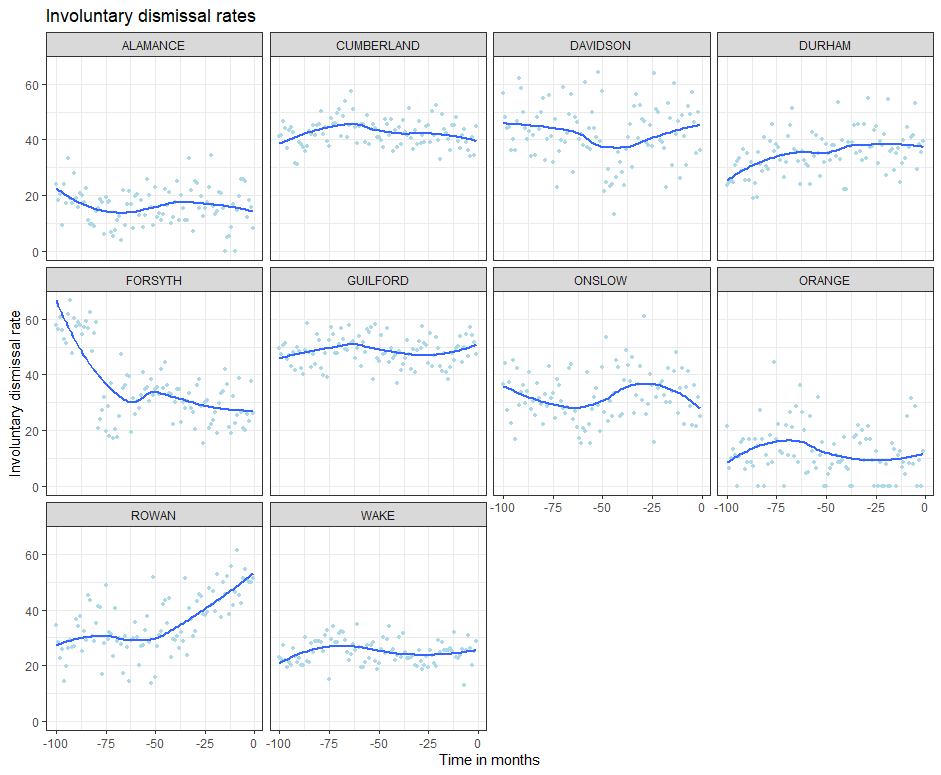 Involuntary dismissal rates
ALAMANCE CUMBERLAND DAVIDSON DURHAM
60
40
20
0
FORSYTH GUILFORD ONSLOW ORANGE
Involuntary dismissal rate
60
40
20
0
-100 -75 -50 -25 0 -100 -75 -50 -25 0
ROWAN WAKE
60
40
20
0
-100 -75 -50 -25 0 -100 -75 -50 -25 0
Time in months